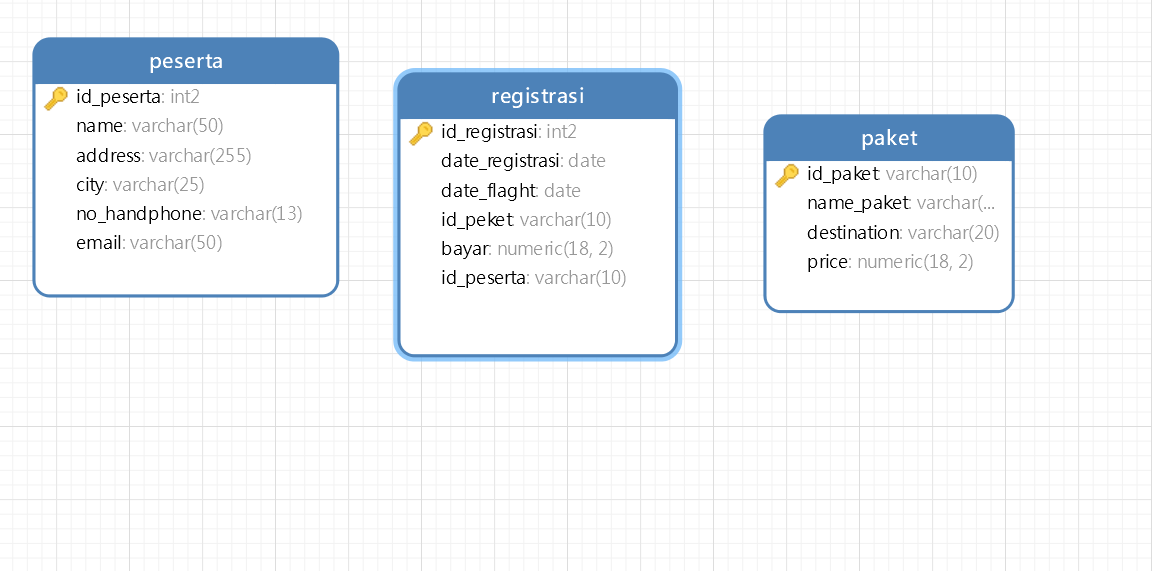 peserta
id_peserta: int2
name: varchar(50)
address: varchar(255)
city: varchar(25)
no_handphone: varchar(13)
email: varchar(50)
registrasi
id_registrasi: int2
date_registrasi: date
date_flaght: date
id_peket: varchar(10)
bayar: numeric(18, 2)
id_peserta: varchar(10)
paket
id_paket: varchar(10)
name_paket: varchar(...
destination: varchar(20)
price: numeric(18, 2)